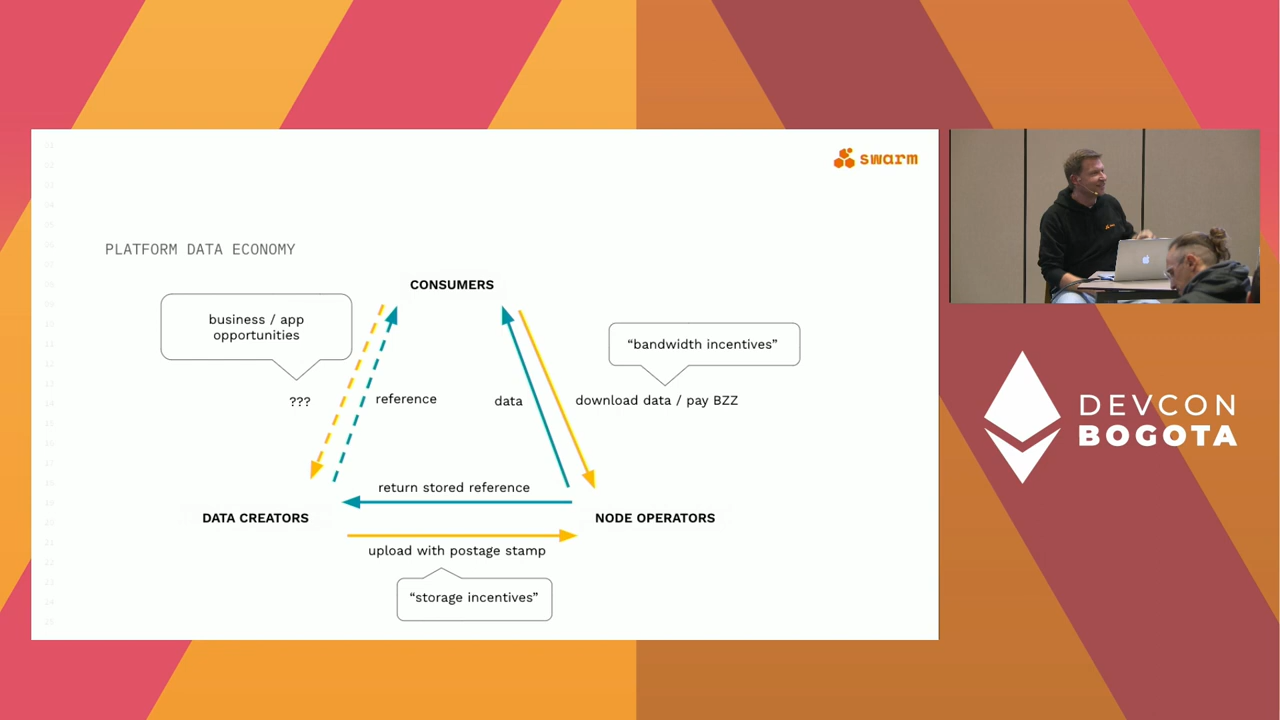 swarm
PLATFORM DATA ECONOMY
CONSUMERS
business / app
opportunities
“bandwidth incentives”
???
reference
data
download data / pay BZZ
return stored reference
DATA CREATORS
NODE OPERATORS
upload with postage stamp
“storage incentives”
DEVCON
BOGOTA